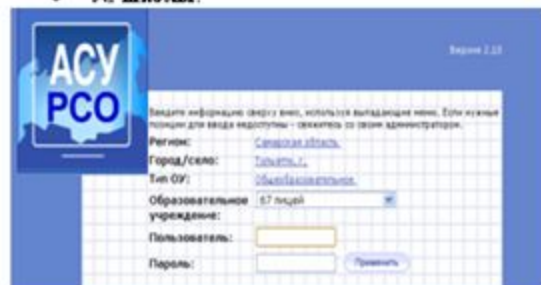 АСУ
РСО
Версия 2.10
Введите информацию сверху вниз, используя выпадающие меню. Если нужные
позиции для ввода недоступны - свяжитесь со своим администратором.
Регион: Самарская область
Город/село: Тольятти, г.
Тип ОУ: Общеобразовательное
Образовательное 67 лицей
учреждение:
Пользователь:
Пароль: Применить